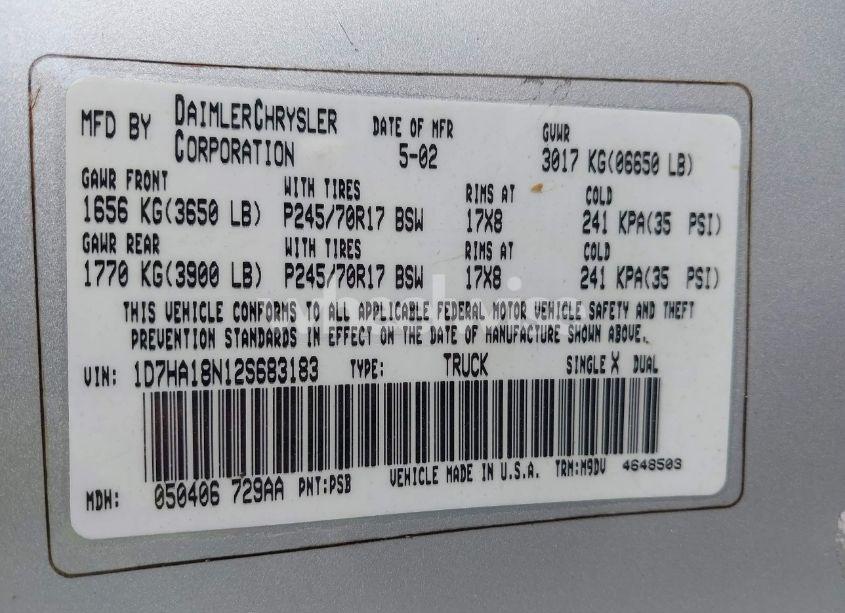 MFD BY DAIMLERCHRYSLER CORPORATION DATE OF MFR 5-02 GVWR 3017 KG(06650 LB)
GAWR FRONT WITH TIRES RIMS AT COLD
1656 KG(3650 LB) P245/70R17 BSW 17X8 241 KPA(35 PSI)
GAWR REAR WITH TIRES RIMS AT COLD
1770 KG(3900 LB) P245/70R17 BSW 17X8 241 KPA(35 PSI)
THIS VEHICLE CONFORMS TO ALL APPLICABLE FEDERAL MOTOR VEHICLE SAFETY AND THEFT
PREVENTION STANDARDS IN EFFECT ON THE DATE OF MANUFACTURE SHOWN ABOVE.
VIN: 1D7HA18N12S683183 TYPE: TRUCK SINGLE X DUAL
MDH: 050406 729AA PNT:PSB VEHICLE MADE IN U.S.A. TRM:M9DV 4648503